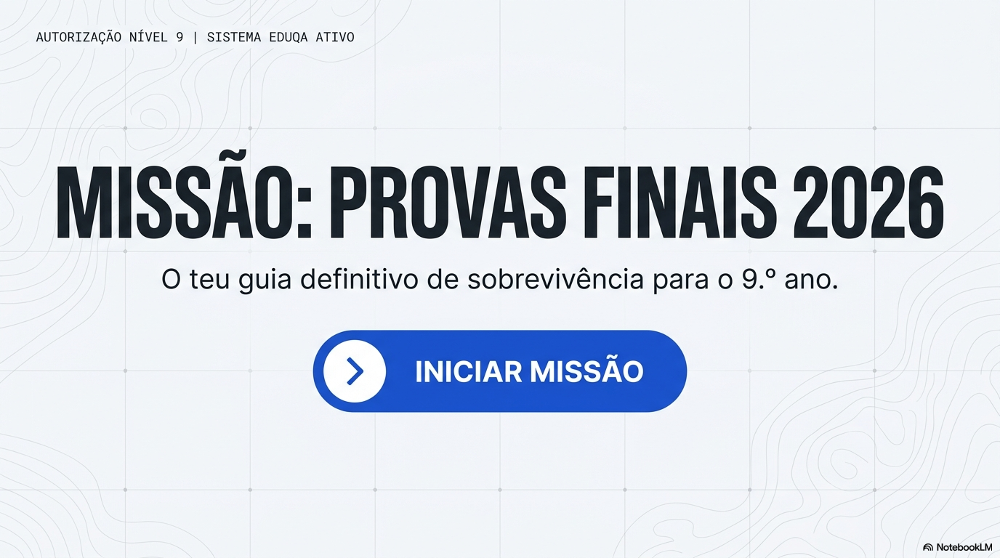 AUTORIZAÇÃO NÍVEL 9 | SISTEMA EDUQA ATIVO
MISSÃO: PROVAS FINAIS 2026
O teu guia definitivo de sobrevivência para o 9.º ano.
INICIAR MISSÃO
NotebookLM